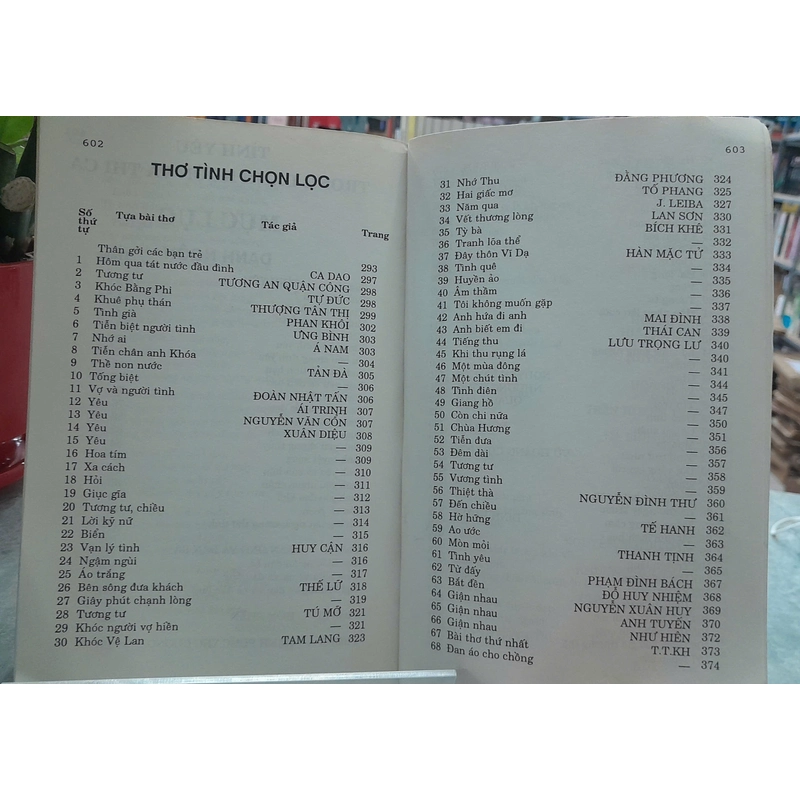 602
THƠ TÌNH CHỌN LỌC
Số thứ tự Tựa bài thơ Tác giả Trang
Thân gởi các bạn trẻ
1 Hôm qua tát nước đầu đình 293
2 Tương tư CA DAO 297
3 Khóc Bằng Phi TƯƠNG AN QUẬN CÔNG 298
4 Khuê phụ thán TỰ ĐỨC 298
5 Tình già THƯỢNG TÂN THỊ 299
6 Tiễn biệt người tình PHAN KHÔI 302
7 Nhớ ai ƯNG BÌNH 303
8 Tiễn chân anh Khóa Á NAM 303
9 Thề non nước — 304
10 Tống biệt TẢN ĐÀ 305
11 Vợ và người tình — 306
12 Yêu ĐOÀN NHẬT TẤN 306
13 Yêu ÁI TRINH 307
14 Yêu NGUYỄN VĂN CÔN 307
15 Yêu XUÂN DIỆU 308
16 Hoa tím — 309
17 Xa cách — 309
18 Hỏi — 310
19 Giục gĩa — 311
20 Tương tư, chiều — 312
21 Lời kỹ nữ — 313
22 Biển — 314
23 Vạn lý tình HUY CẬN 316
24 Ngậm ngùi — 316
25 Áo trắng — 317
26 Bên sông đưa khách THẾ LỮ 318
27 Giây phút chạnh lòng — 319
28 Tương tư TÚ MỠ 321
29 Khóc người vợ hiền — 321
30 Khóc Vệ Lan TAM LANG 323
603
31 Nhớ Thu ĐẰNG PHƯƠNG 324
32 Hai giấc mơ TỐ PHANG 325
33 Năm qua J. LEIBA 327
34 Vết thương lòng LAN SƠN 330
35 Tỳ bà BÍCH KHÊ 331
36 Tranh lõa thể — 332
37 Đây thôn Vĩ Dạ HÀN MẶC TỬ 333
38 Tình quê — 334
39 Huyền ảo — 335
40 Âm thầm — 336
41 Tôi không muốn gặp — 337
42 Anh hứa đi anh MAI ĐÌNH 338
43 Anh biết em đi THÁI CAN 339
44 Tiếng thu LƯU TRỌNG LƯ 340
45 Khi thu rụng lá — 340
46 Một mùa đông — 341
47 Một chút tình — 344
48 Tình điên — 345
49 Giang hồ — 347
50 Còn chi nữa — 350
51 Chùa Hương — 351
52 Tiễn đưa — 356
53 Đêm dài — 357
54 Tương tư — 358
55 Vương tình — 359
56 Thiệt thà NGUYỄN ĐÌNH THƯ 360
57 Đến chiều — 361
58 Hờ hững TẾ HANH 362
59 Ao ước — 363
60 Mòn mỏi THANH TỊNH 364
61 Tình yêu — 365
62 Từ đấy PHẠM ĐÌNH BÁCH 367
63 Bắt đền ĐỖ HUY NHIỆM 368
64 Giận nhau NGUYỄN XUÂN HUY 369
65 Giận nhau ANH TUYẾN 370
66 Giận nhau NHƯ HIÊN 372
67 Bài thơ thứ nhất T.T.KH 373
68 Đan áo cho chồng — 374